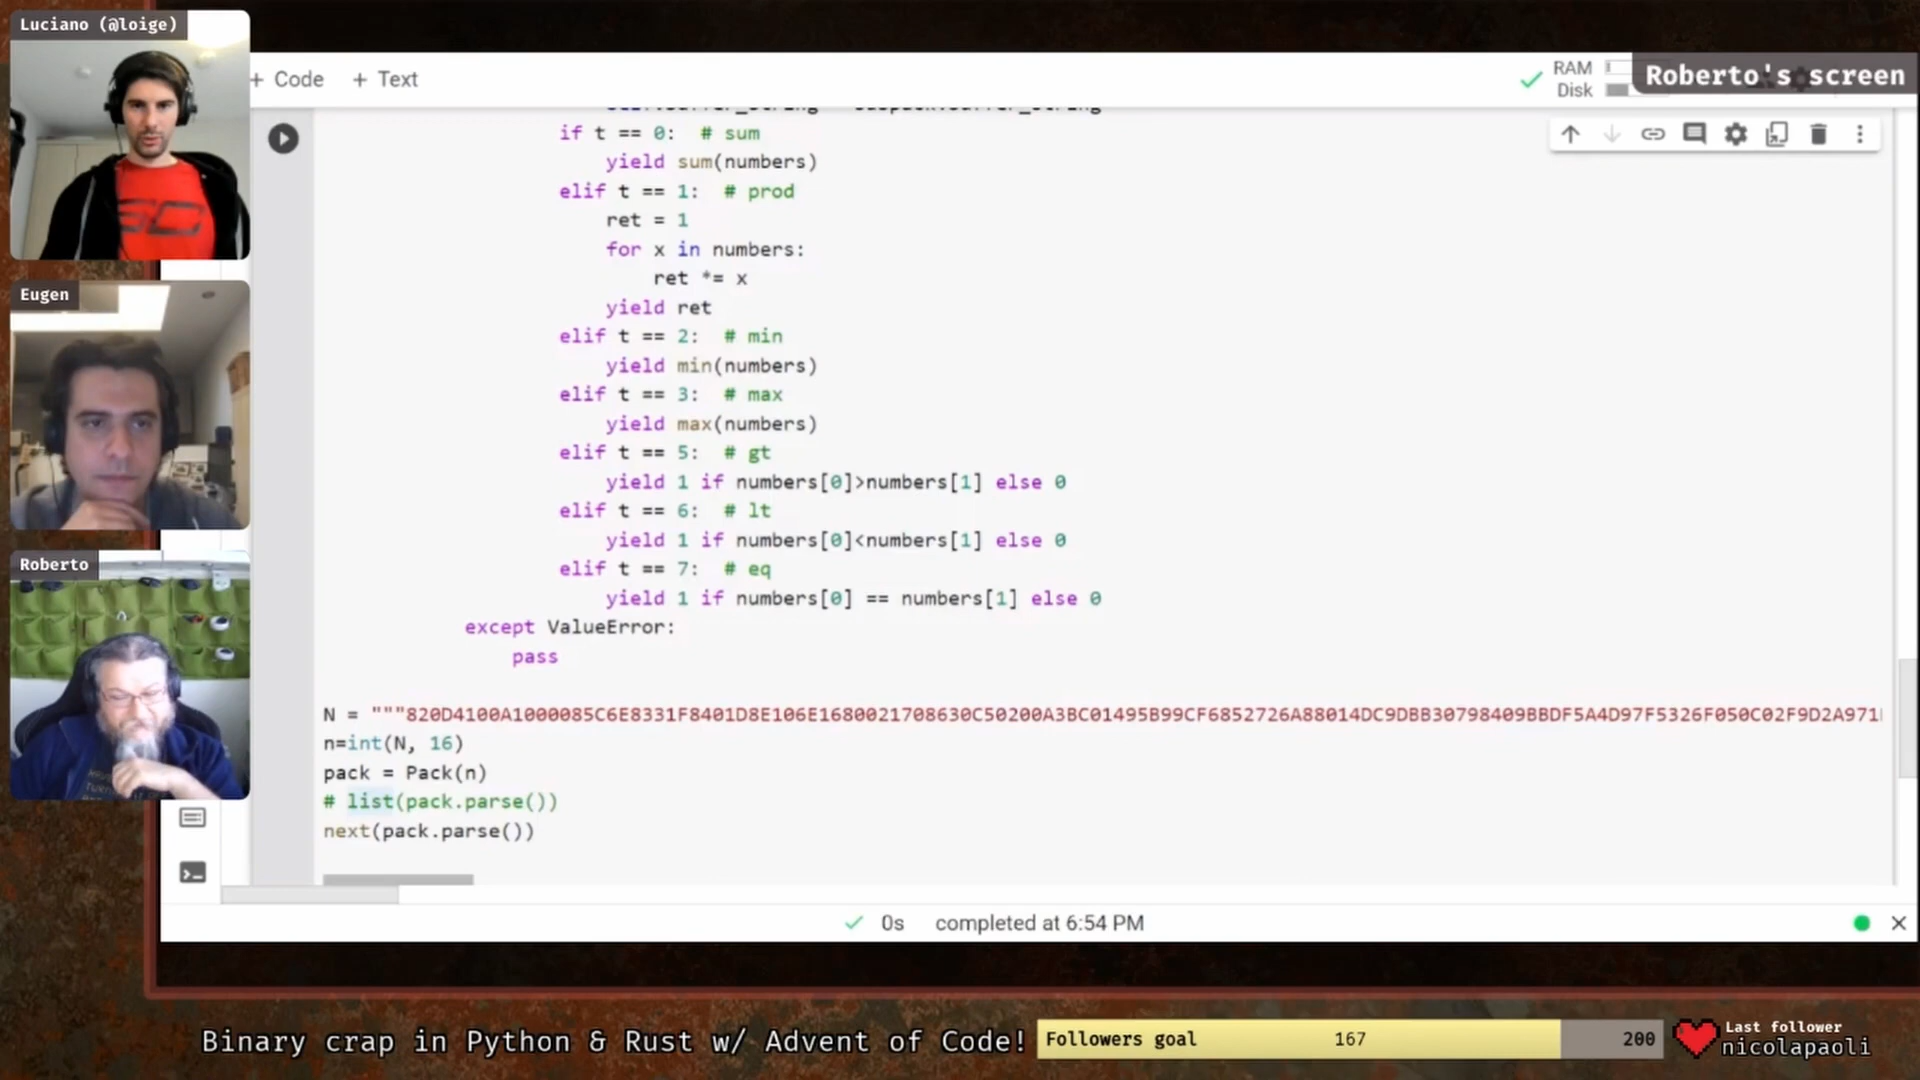 Luciano (@loige)
Eugen
Roberto
+ Code + Text
RAM
Disk
Roberto's screen
if t == 0: # sum
yield sum(numbers)
elif t == 1: # prod
ret = 1
for x in numbers:
ret *= x
yield ret
elif t == 2: # min
yield min(numbers)
elif t == 3: # max
yield max(numbers)
elif t == 5: # gt
yield 1 if numbers[0]>numbers[1] else 0
elif t == 6: # lt
yield 1 if numbers[0]<numbers[1] else 0
elif t == 7: # eq
yield 1 if numbers[0] == numbers[1] else 0
except ValueError:
pass
N = """820D4100A1000085C6E8331F8401D8E106E1680021708630C50200A3BC01495B99CF6852726A88014DC9DBB30798409BBDF5A4D97F5326F050C02F9D2A971
n=int(N, 16)
pack = Pack(n)
# list(pack.parse())
next(pack.parse())
0s completed at 6:54 PM
Binary crap in Python & Rust w/ Advent of Code!
Followers goal 167 200
Last follower
nicolapaoli